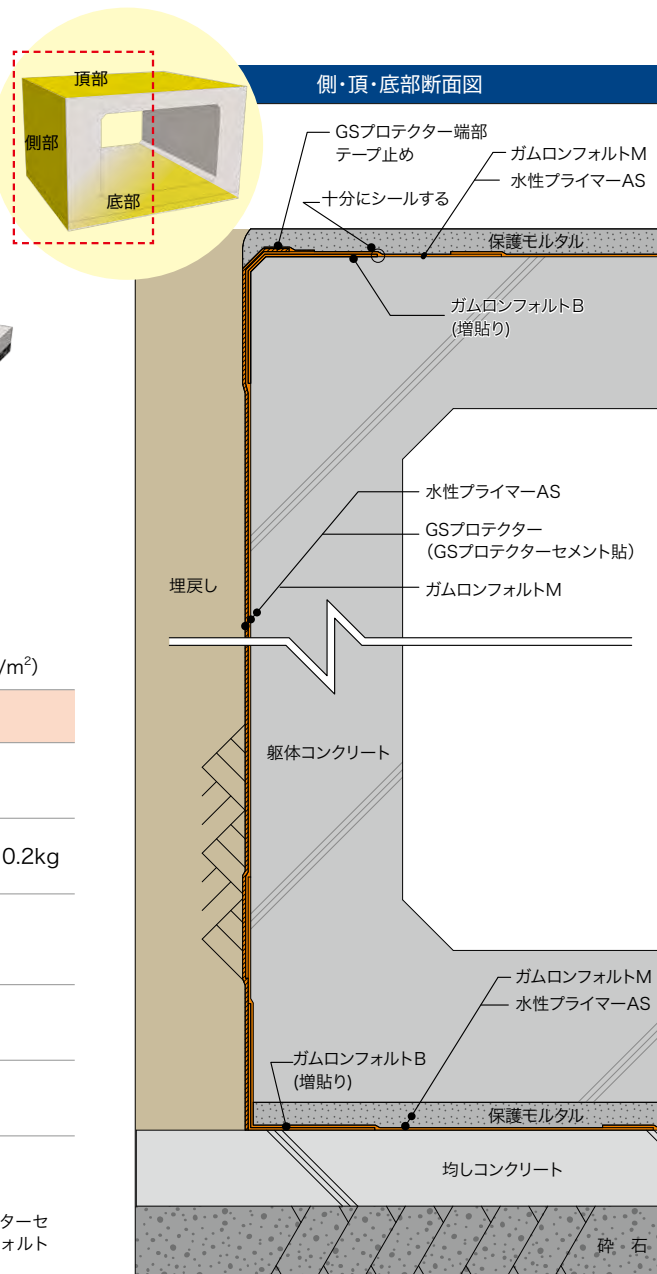 頂部
側部
底部
側・頂・底部断面図
GSプロテクター端部
テープ止め
十分にシールする
ガムロンフォルトM
水性プライマーAS
保護モルタル
ガムロンフォルトB
(増貼り)
水性プライマーAS
GSプロテクター
（GSプロテクターセメント貼）
ガムロンフォルトM
埋戻し
/m²)
躯体コンクリート
0.2kg
ガムロンフォルトM
水性プライマーAS
ガムロンフォルトB
(増貼り)
保護モルタル
均しコンクリート
砕 石
ターセ
ォルト